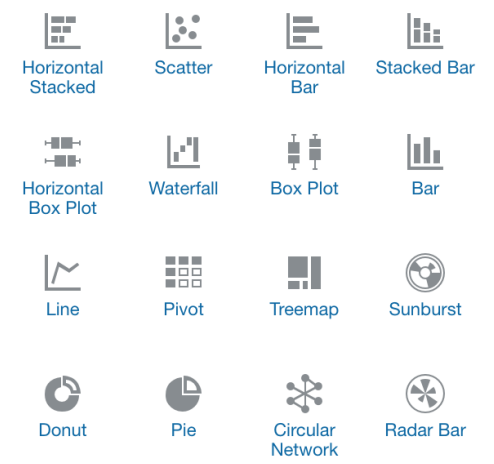 Horizontal
Stacked
Scatter
Horizontal
Bar
Stacked Bar
Horizontal
Box Plot
Waterfall
Box Plot
Bar
Line
Pivot
Treemap
Sunburst
Donut
Pie
Circular
Network
Radar Bar